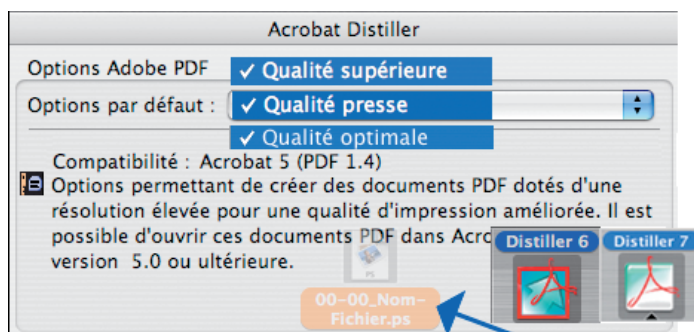 Acrobat Distiller
Options Adobe PDF ✓ Qualité supérieure
Options par défaut : ✓ Qualité presse
✓ Qualité optimale
Compatibilité : Acrobat 5 (PDF 1.4)
Options permettant de créer des documents PDF dotés d'une
résolution élevée pour une qualité d'impression améliorée. Il est
possible d'ouvrir ces documents PDF dans Acro
version 5.0 ou ultérieure.
Distiller 6 Distiller 7
PS
00-00_Nom-
Fichier.ps